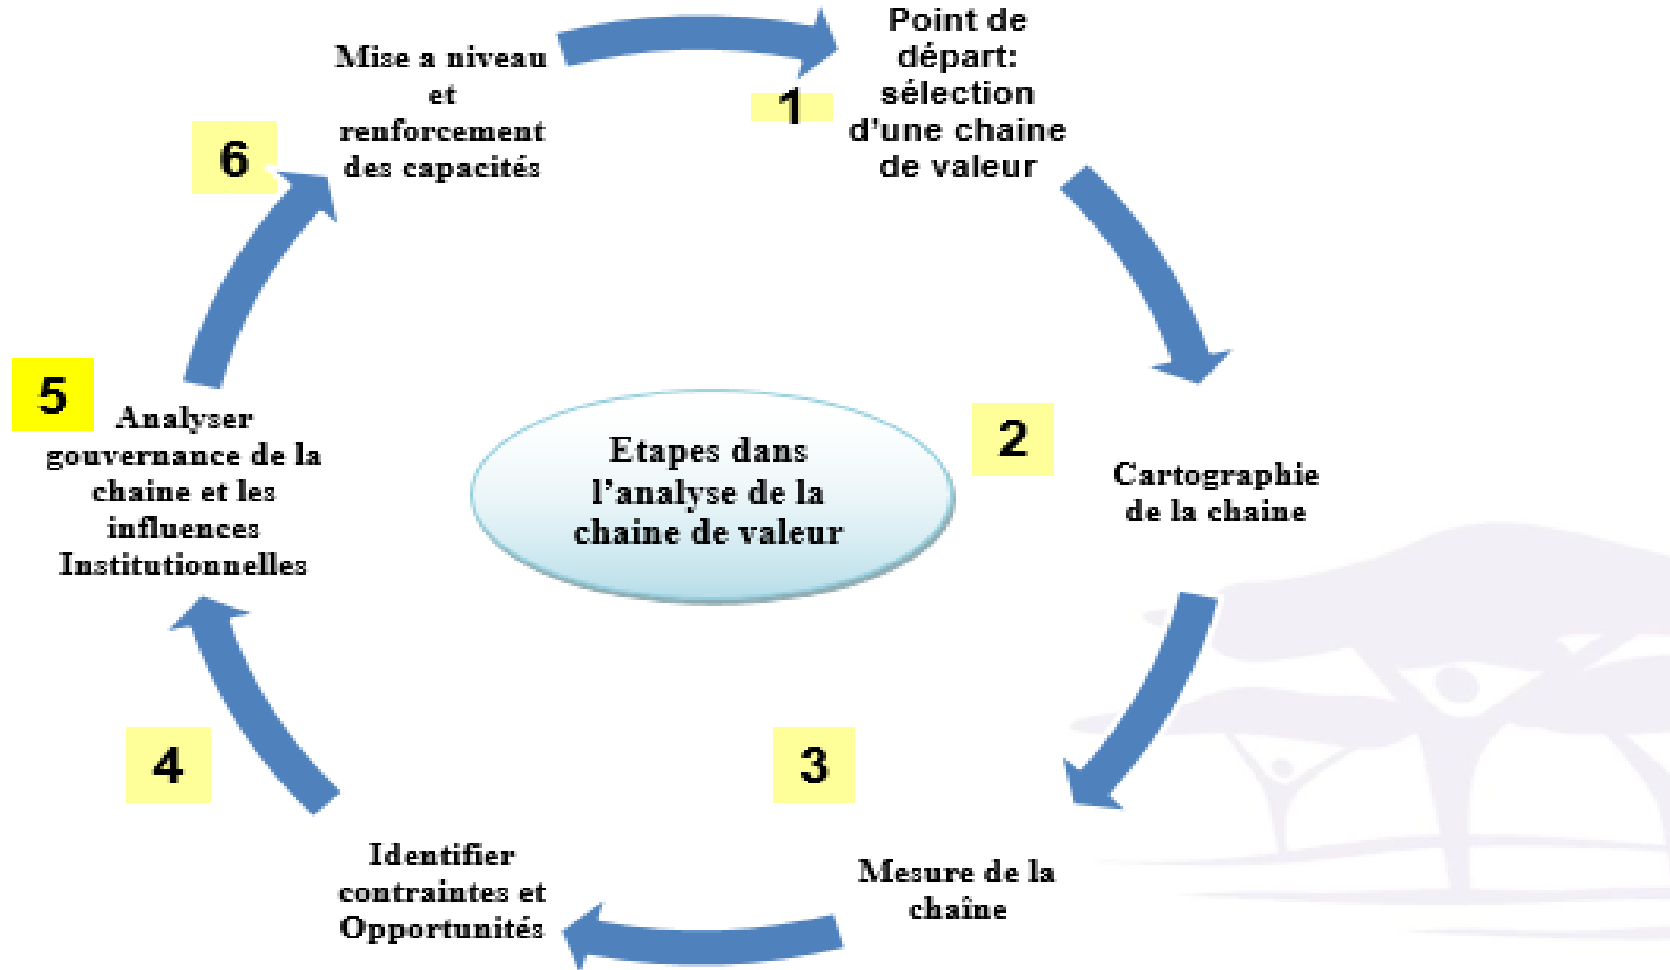 Point de
départ:
sélection
d'une chaine
de valeur
1
2
Cartographie
de la chaine
3
Mesure de la
chaîne
4
Identifier
contraintes et
Opportunités
5
Analyser
gouvernance de la
chaine et les
influences
Institutionnelles
6
Mise a niveau
et
renforcement
des capacités
Etapes dans
l'analyse de la
chaine de valeur